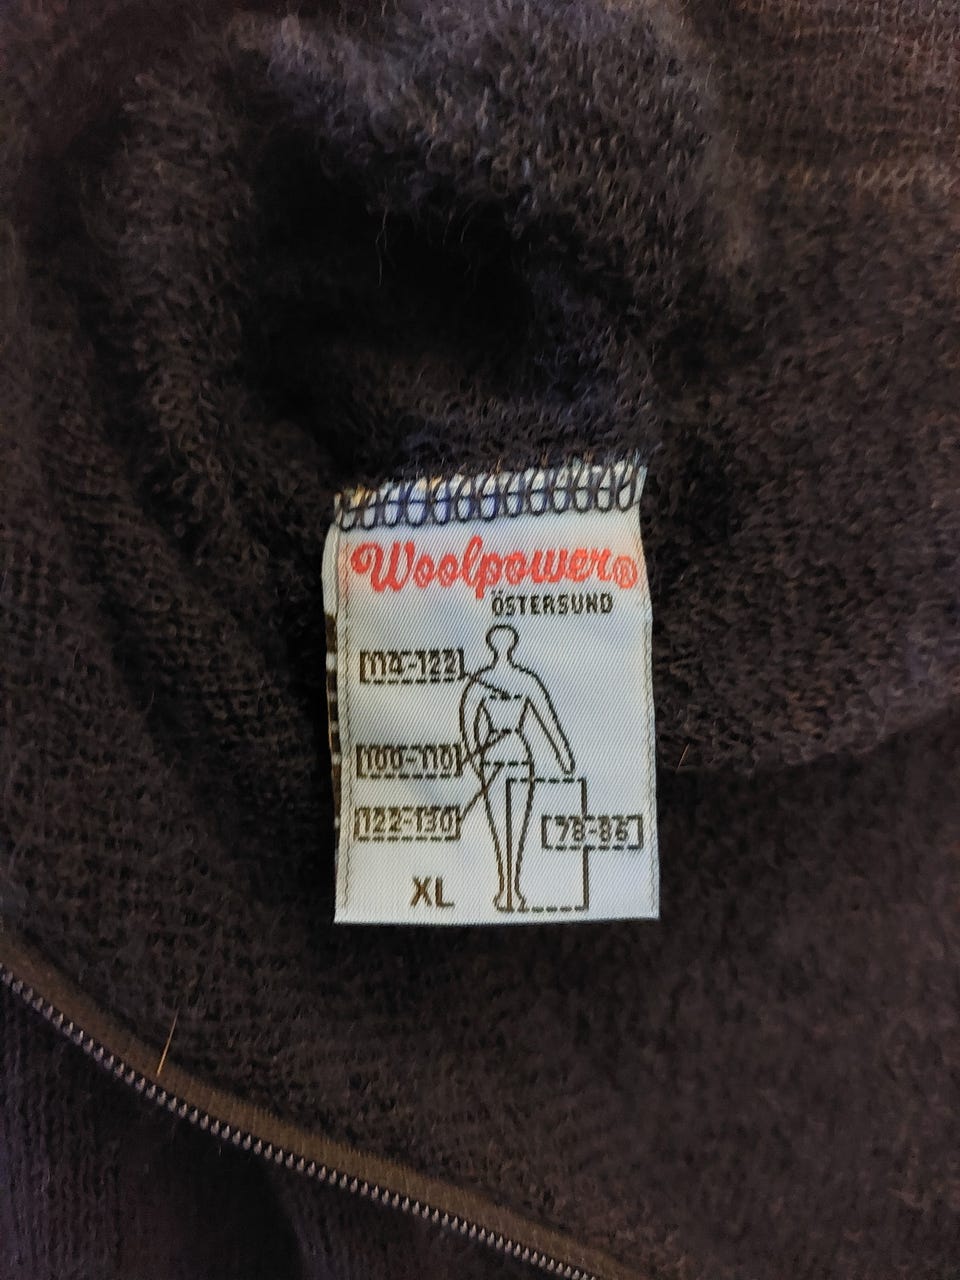 Woolpower®
ÖSTERSUND
114-122
100-110
122-130
78-86
XL